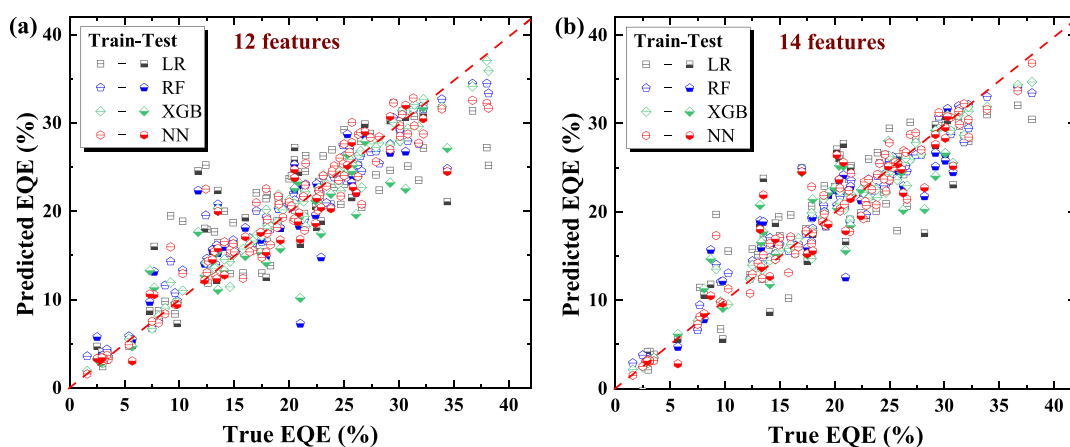 (a)
12 features
Train-Test
– LR
– RF
– XGB
– NN
Predicted EQE (%)
40
30
20
10
0
0 5 10 15 20 25 30 35 40
True EQE (%)
(b)
14 features
Train-Test
– LR
– RF
– XGB
– NN
Predicted EQE (%)
40
30
20
10
0
0 5 10 15 20 25 30 35 40
True EQE (%)